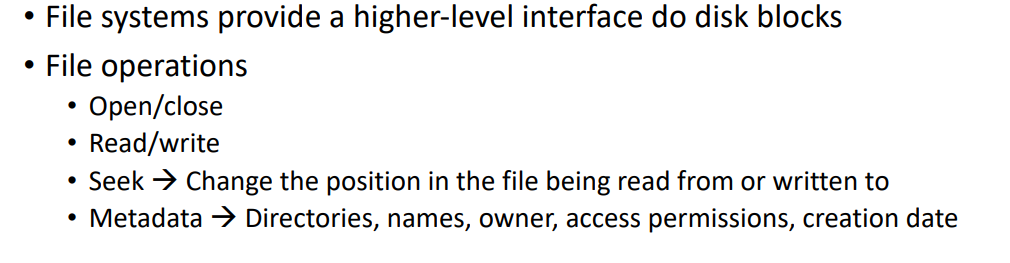 • File systems provide a higher-level interface do disk blocks
• File operations
• Open/close
• Read/write
• Seek → Change the position in the file being read from or written to
• Metadata → Directories, names, owner, access permissions, creation date